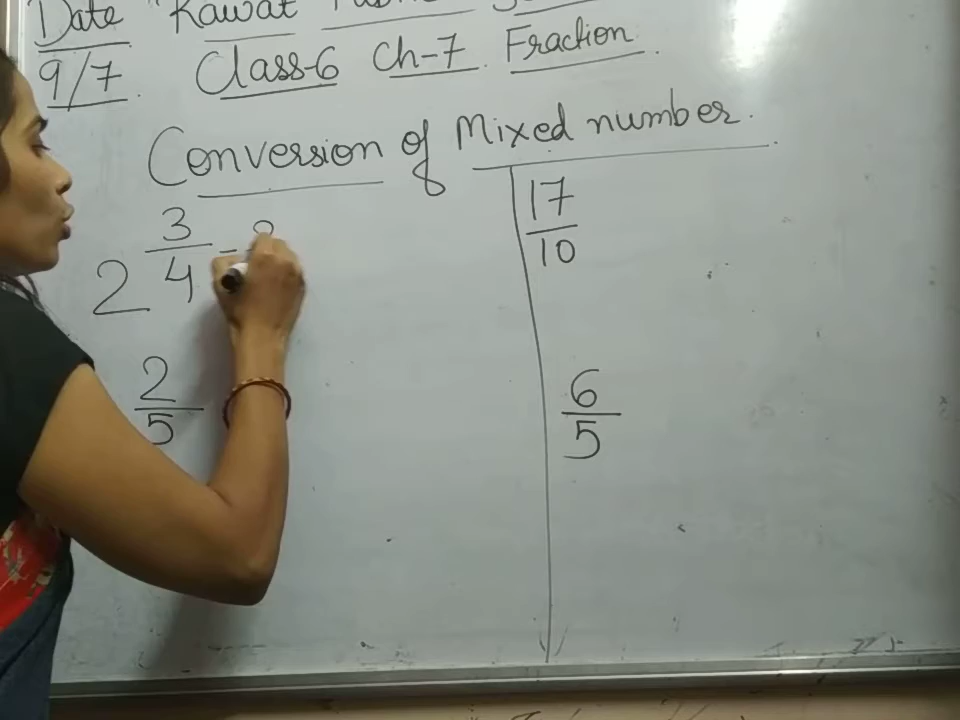 Date "Rawat
9/7. Class-6 Ch-7. Fraction.
Conversion of Mixed number.
2 3/4 =
17/10
2/5
6/5